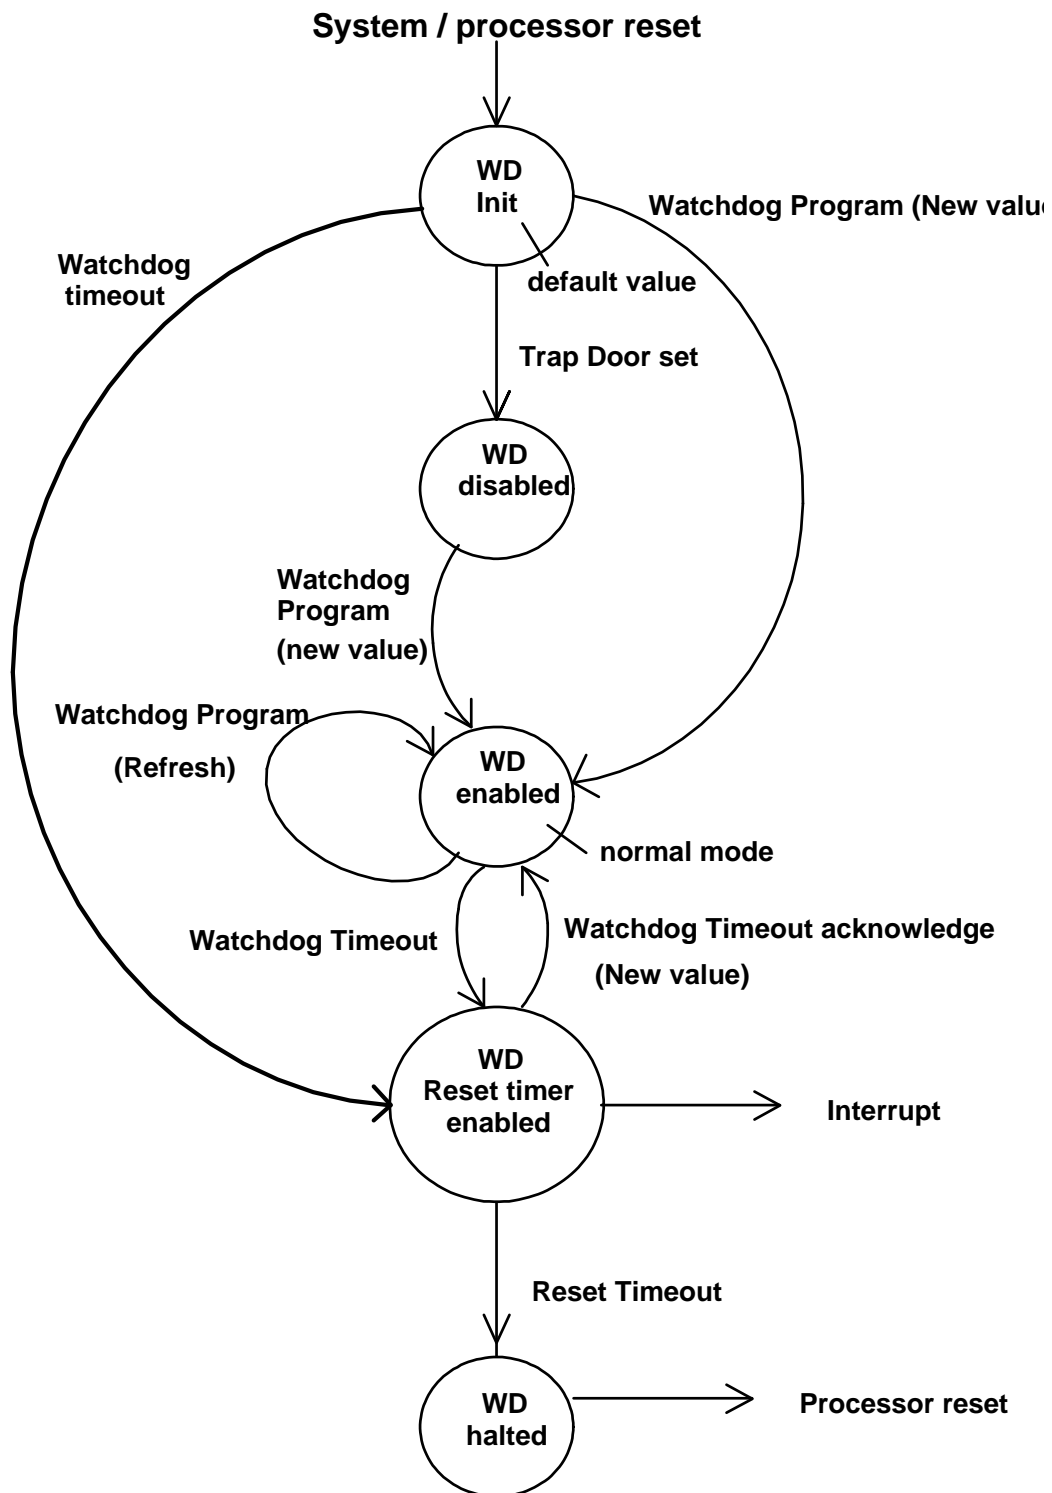 System / processor reset
WD
Init
Watchdog Program (New value
Watchdog
timeout
default value
Trap Door set
WD
disabled
Watchdog
Program
(new value)
Watchdog Program
(Refresh)
WD
enabled
normal mode
Watchdog Timeout
Watchdog Timeout acknowledge
(New value)
WD
Reset timer
enabled
Interrupt
Reset Timeout
WD
halted
Processor reset